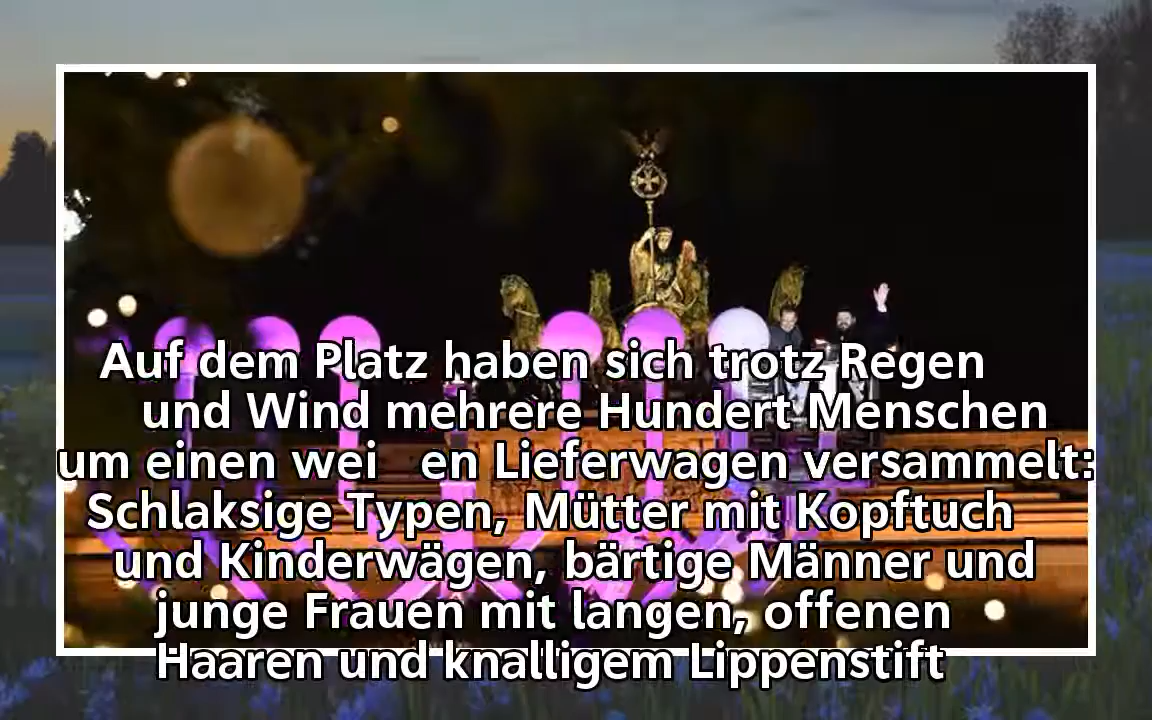 Auf dem Platz haben sich trotz Regen
und Wind mehrere Hundert Menschen
um einen wei en Lieferwagen versammelt:
Schlaksige Typen, Mütter mit Kopftuch
und Kinderwägen, bärtige Männer und
junge Frauen mit langen, offenen
Haaren und knalligem Lippenstift